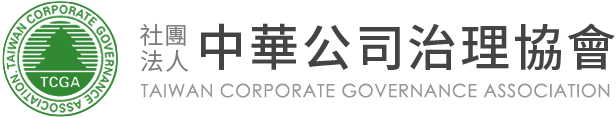 TAIWAN CORPORATE GOVERNANCE ASSOCIATION
TCGA
社團法人
中華公司治理協會
TAIWAN CORPORATE GOVERNANCE ASSOCIATION